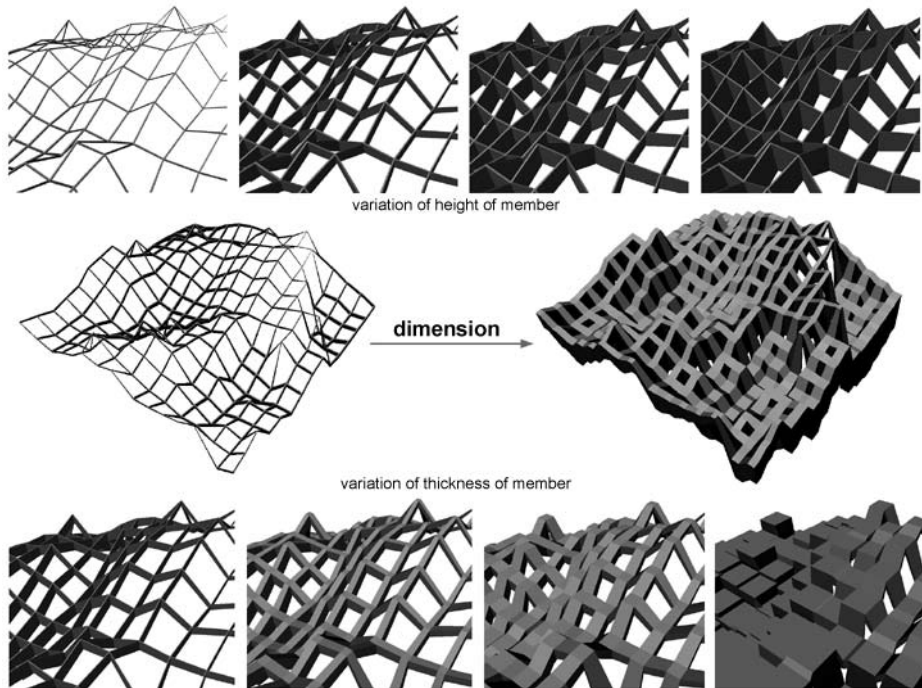 variation of height of member
dimension
variation of thickness of member